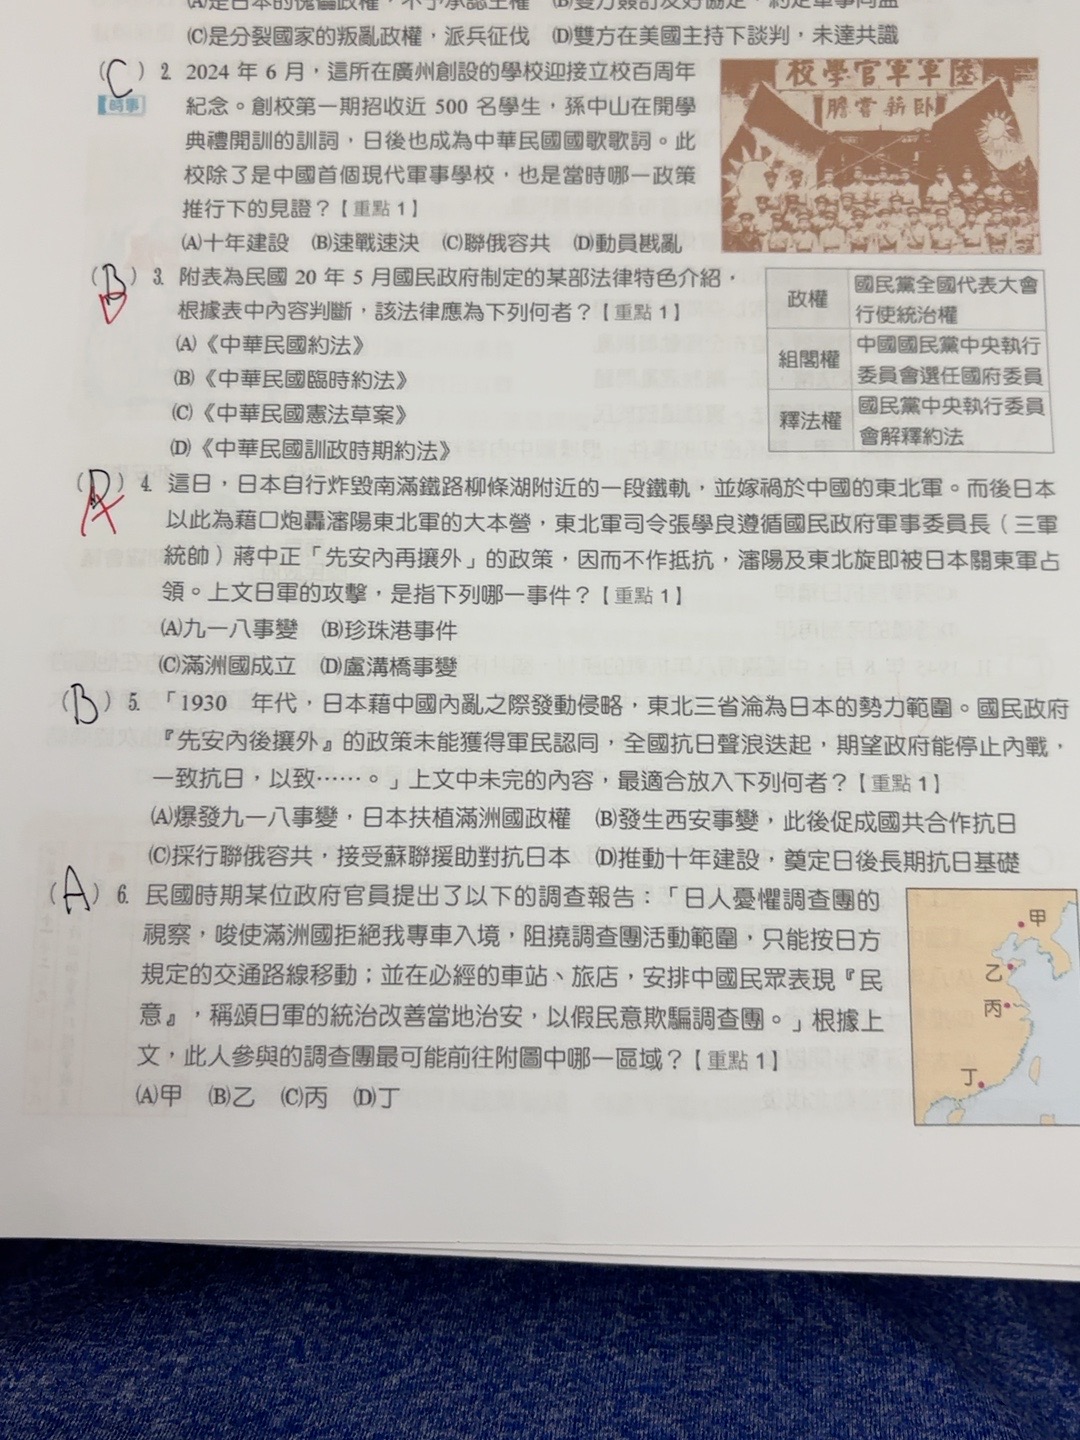 (A)是日本的傀儡政權，不予承認主權　(B)雙方簽訂友好協定，約定軍事同盟
(C)是分裂國家的叛亂政權，派兵征伐　(D)雙方在美國主持下談判，未達共識
(C) 2. 2024 年 6 月，這所在廣州創設的學校迎接立校百周年
【時事】 紀念。創校第一期招收近 500 名學生，孫中山在開學
典禮開訓的訓詞，日後也成為中華民國國歌歌詞。此
校除了是中國首個現代軍事學校，也是當時哪一政策
推行下的見證？【重點 1】
(A)十年建設　(B)速戰速決　(C)聯俄容共　(D)動員戡亂
校學官軍軍陸
膽嘗薪臥
(B) 3. 附表為民國 20 年 5 月國民政府制定的某部法律特色介紹，
D
根據表中內容判斷，該法律應為下列何者？【重點 1】
(A)《中華民國約法》
(B)《中華民國臨時約法》
(C)《中華民國憲法草案》
(D)《中華民國訓政時期約法》
政權　國民黨全國代表大會
行使統治權
組閣權　中國國民黨中央執行
委員會選任國府委員
釋法權　國民黨中央執行委員
會解釋約法
(D) 4. 這日，日本自行炸毀南滿鐵路柳條湖附近的一段鐵軌，並嫁禍於中國的東北軍。而後日本
A
以此為藉口炮轟瀋陽東北軍的大本營，東北軍司令張學良遵循國民政府軍事委員長（三軍
統帥）蔣中正「先安內再攘外」的政策，因而不作抵抗，瀋陽及東北旋即被日本關東軍占
領。上文日軍的攻擊，是指下列哪一事件？【重點 1】
(A)九一八事變　(B)珍珠港事件
(C)滿洲國成立　(D)盧溝橋事變
(B) 5. 「1930　年代，日本藉中國內亂之際發動侵略，東北三省淪為日本的勢力範圍。國民政府
『先安內後攘外』的政策未能獲得軍民認同，全國抗日聲浪迭起，期望政府能停止內戰，
一致抗日，以致……。」上文中未完的內容，最適合放入下列何者？【重點 1】
(A)爆發九一八事變，日本扶植滿洲國政權　(B)發生西安事變，此後促成國共合作抗日
(C)採行聯俄容共，接受蘇聯援助對抗日本　(D)推動十年建設，奠定日後長期抗日基礎
(A) 6. 民國時期某位政府官員提出了以下的調查報告：「日人憂懼調查團的
視察，唆使滿洲國拒絕我專車入境，阻撓調查團活動範圍，只能按日方
規定的交通路線移動；並在必經的車站、旅店，安排中國民眾表現『民
意』，稱頌日軍的統治改善當地治安，以假民意欺騙調查團。」根據上
文，此人參與的調查團最可能前往附圖中哪一區域？【重點 1】
(A)甲　(B)乙　(C)丙　(D)丁
甲
乙
丙
丁